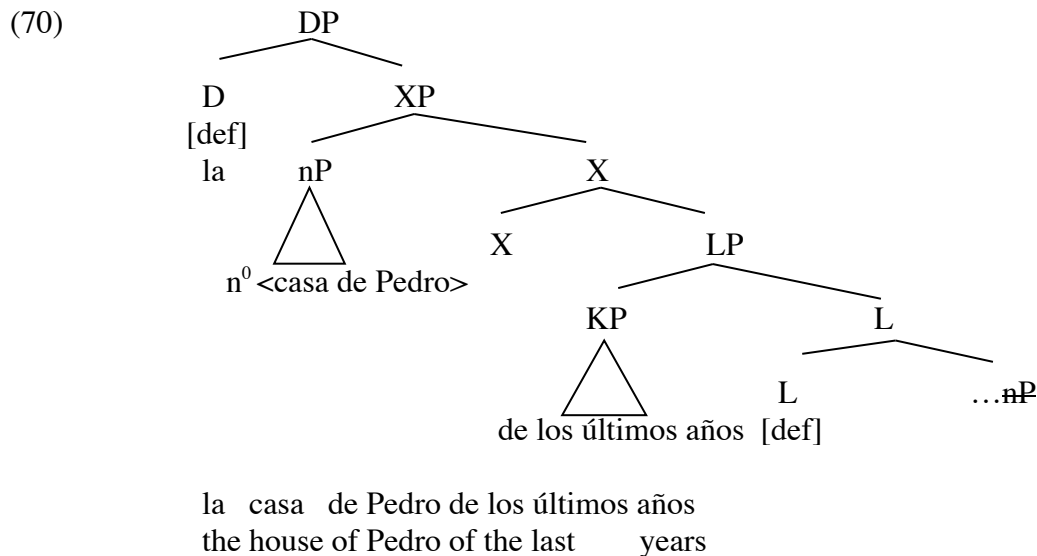 (70) DP
D XP
[def]
la nP X
X LP
n⁰ <casa de Pedro>
KP L
L …nP
de los últimos años [def]
la casa de Pedro de los últimos años
the house of Pedro of the last years